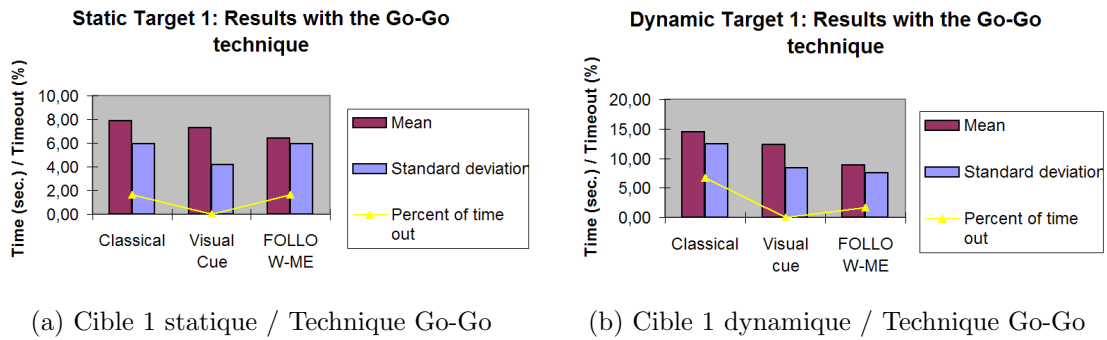 Static Target 1: Results with the Go-Go
technique
Time (sec.) / Timeout (%)
10,00
8,00
6,00
4,00
2,00
0,00
Classical
Visual
Cue
FOLLO
W-ME
Mean
Standard deviation
Percent of time
out
(a) Cible 1 statique / Technique Go-Go
Dynamic Target 1: Results with the Go-Go
technique
Time (sec.) / Timeout (%)
20,00
15,00
10,00
5,00
0,00
Classical
Visual
cue
FOLLO
W-ME
Mean
Standard deviation
Percent of time
out
(b) Cible 1 dynamique / Technique Go-Go